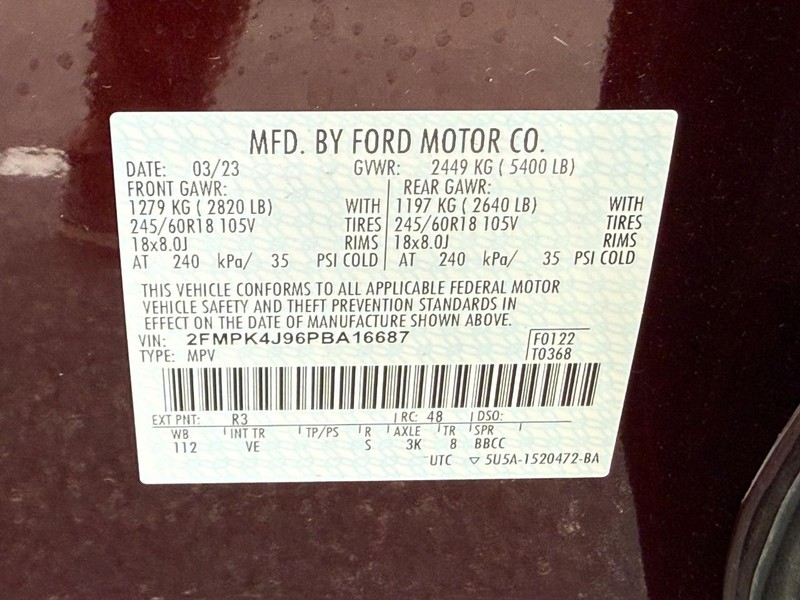 MFD. BY FORD MOTOR CO.
DATE: 03/23 GVWR: 2449 KG ( 5400 LB)
FRONT GAWR: REAR GAWR:
1279 KG ( 2820 LB) WITH 1197 KG ( 2640 LB) WITH
245/60R18 105V TIRES 245/60R18 105V TIRES
18x8.0J RIMS 18x8.0J RIMS
AT 240 kPa/ 35 PSI COLD AT 240 kPa/ 35 PSI COLD
THIS VEHICLE CONFORMS TO ALL APPLICABLE FEDERAL MOTOR
VEHICLE SAFETY AND THEFT PREVENTION STANDARDS IN
EFFECT ON THE DATE OF MANUFACTURE SHOWN ABOVE.
VIN: 2FMPK4J96PBA16687 F0122
TYPE: MPV T0368
EXT PNT: R3 RC: 48 DSO:
WB INT TR TP/PS R AXLE TR SPR
112 VE S 3K 8 BBCC
UTC ▽ 5U5A-1520472-BA